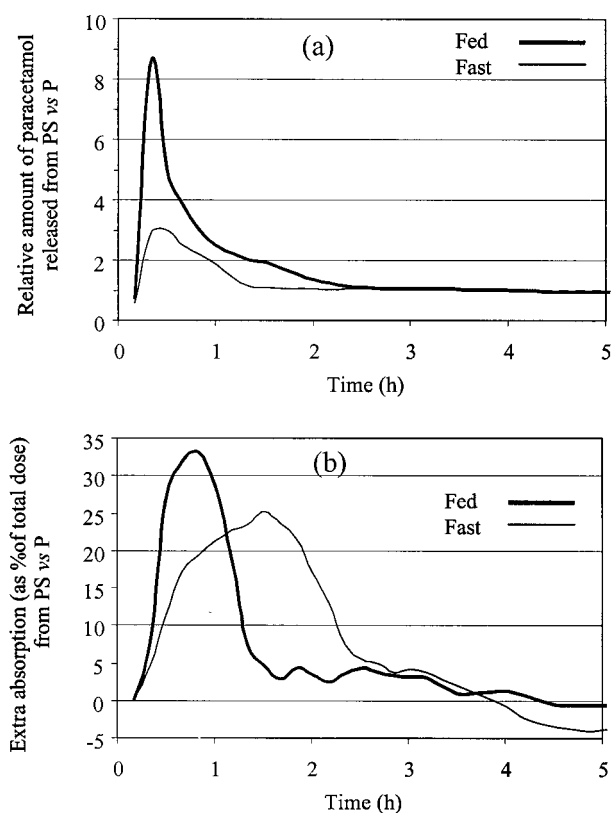 (a)
Fed
Fast
Relative amount of paracetamol
released from PS vs P
10
8
6
4
2
0
0 1 2 3 4 5
Time (h)
(b)
Fed
Fast
Extra absorption (as %of total dose)
from PS vs P
35
30
25
20
15
10
5
0
-5
0 1 2 3 4 5
Time (h)